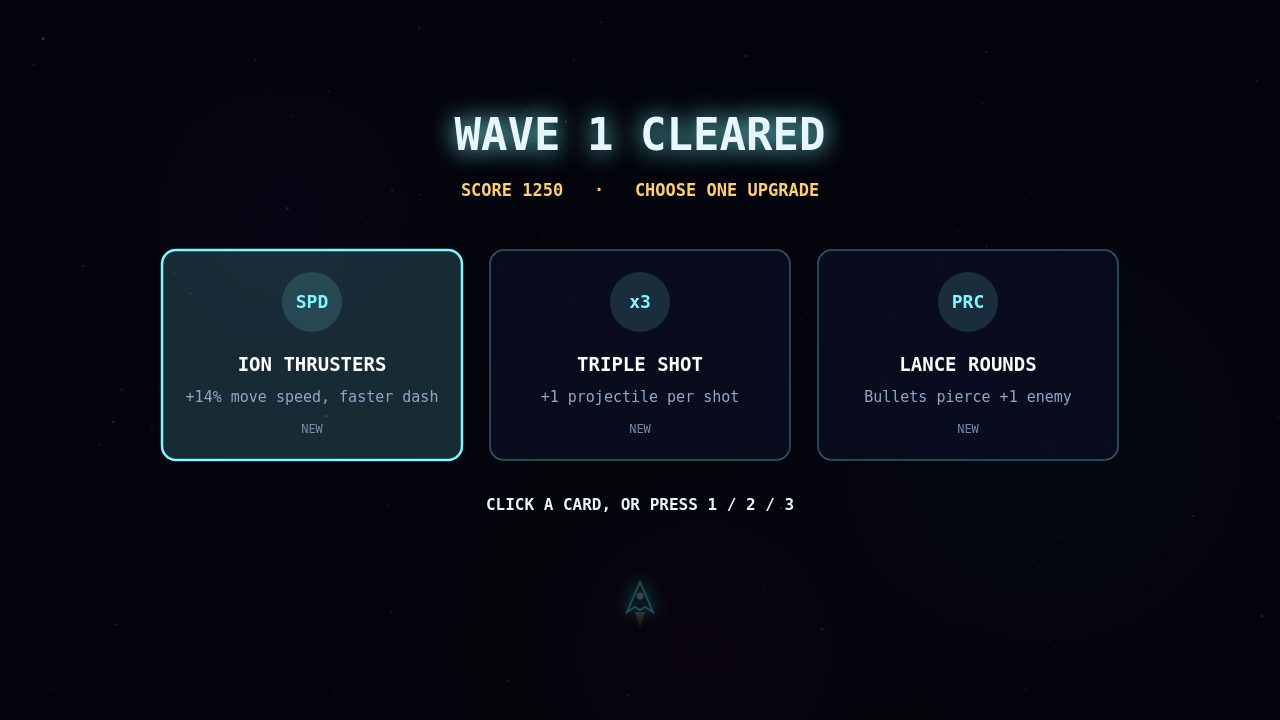 WAVE 1 CLEARED
SCORE 1250 · CHOOSE ONE UPGRADE
SPD
ION THRUSTERS
+14% move speed, faster dash
NEW
x3
TRIPLE SHOT
+1 projectile per shot
NEW
PRC
LANCE ROUNDS
Bullets pierce +1 enemy
NEW
CLICK A CARD, OR PRESS 1 / 2 / 3